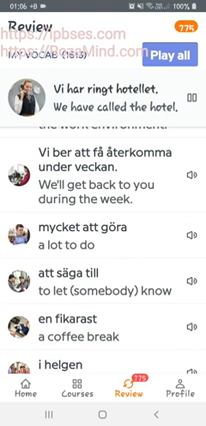 01:06
100%
Review
775
https://lpbses.com
https://BozaMind.com
MY VOCAB (1613)
Play all
Vi har ringt hotellet.
We have called the hotel.
the work environment.
Vi ber att få återkomma
under veckan.
We'll get back to you
during the week.
mycket att göra
a lot to do
att säga till
to let (somebody) know
en fikarast
a coffee break
i helgen
775
Home
Courses
Review
Profile